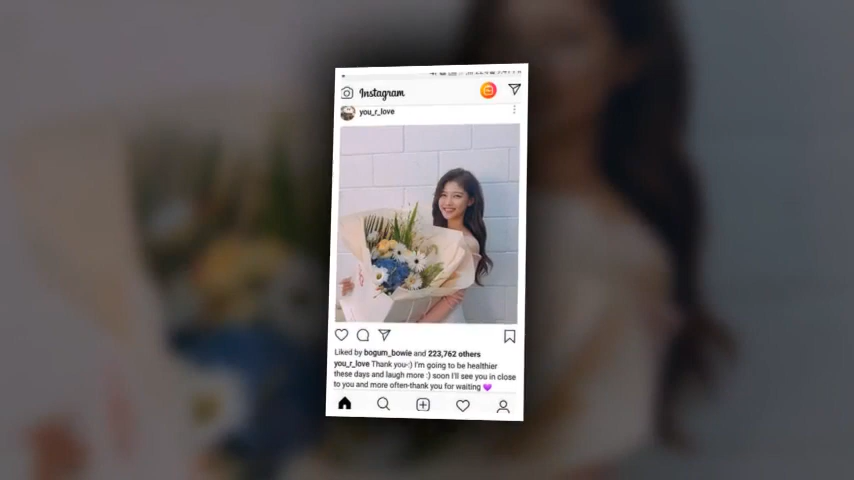 Instagram
you_r_love
Liked by bogum_bowie and 223,762 others
you_r_love Thank you:-) I'm going to be healthier
these days and laugh more :) soon I'll see you in close
to you and more often-thank you for waiting 💜